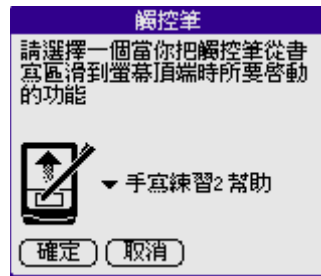 觸控筆
請選擇一個當你把觸控筆從書
寫區滑到螢幕頂端時所要啓動
的功能
手寫練習2 幫助
確定 取消